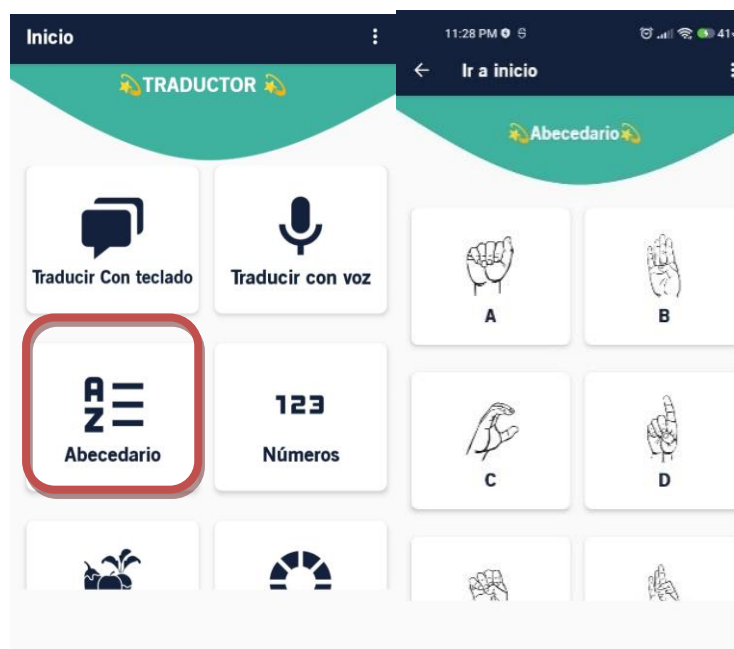 Inicio
TRADUCTOR
Traducir Con teclado
Traducir con voz
A
Z
Abecedario
123
Números
11:28 PM
Ir a inicio
Abecedario
A
B
C
D